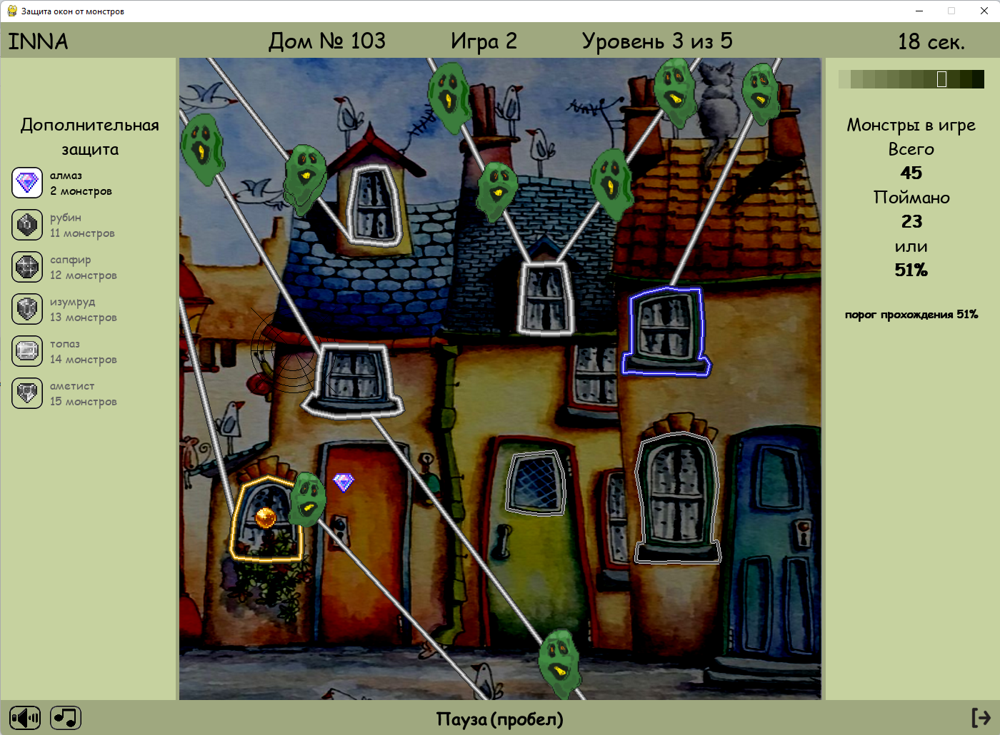 Защита окон от монстров
INNA
Дом № 103
Игра 2
Уровень 3 из 5
18 сек.
Дополнительная
защита
алмаз
2 монстров
рубин
11 монстров
сапфир
12 монстров
изумруд
13 монстров
топаз
14 монстров
аметист
15 монстров
Монстры в игре
Всего
45
Поймано
23
или
51%
порог прохождения 51%
Пауза (пробел)